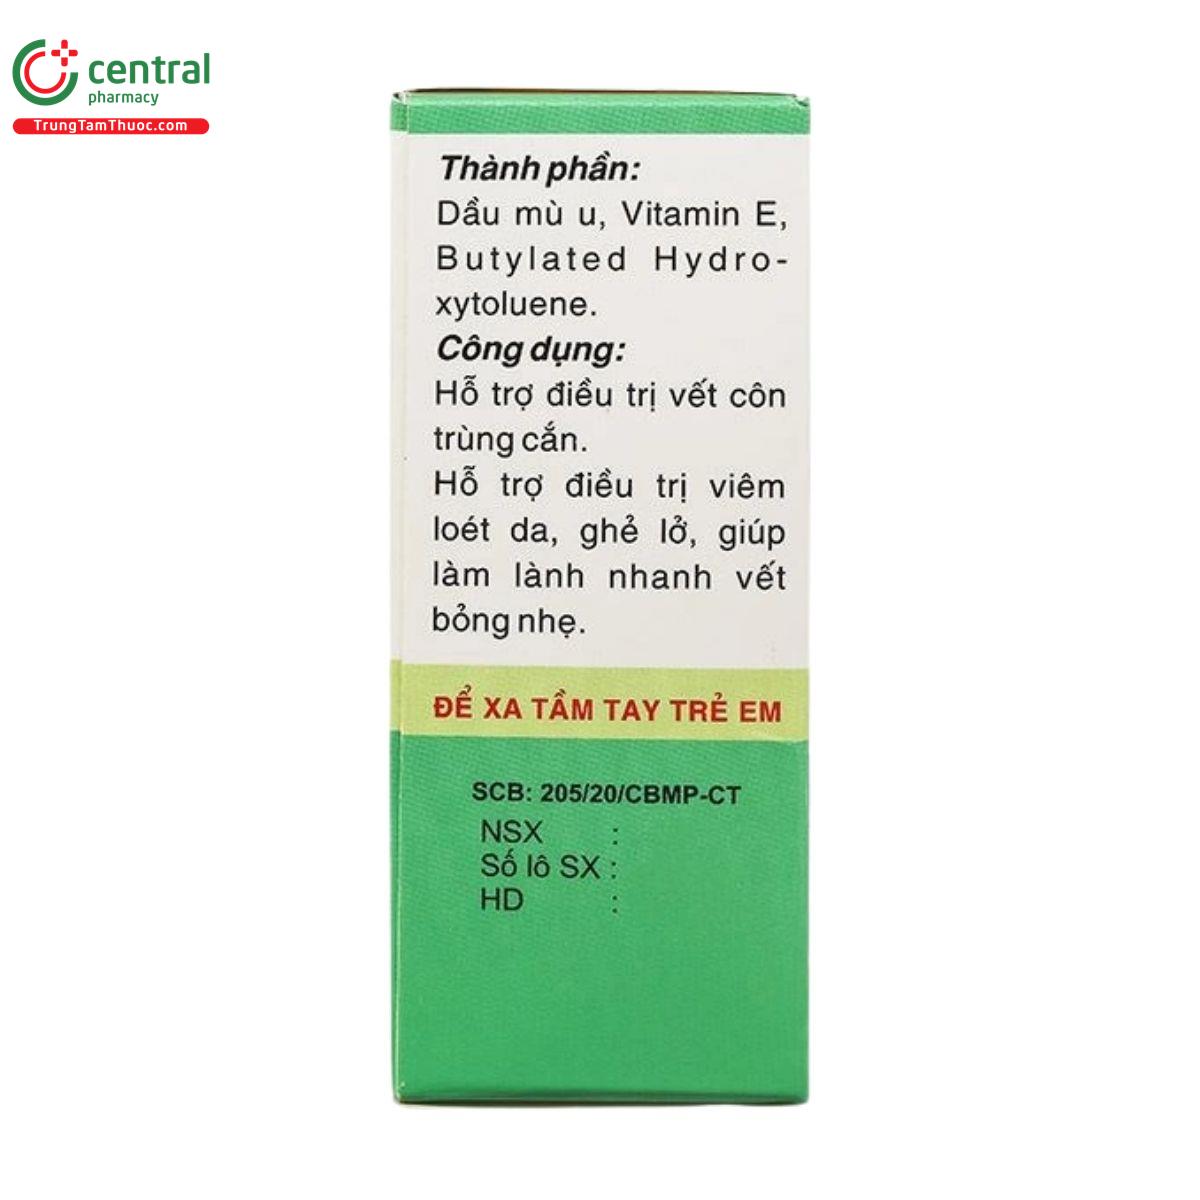 central
pharmacy
TrungTamThuoc.com
Thành phần:
Dầu mù u, Vitamin E,
Butylated Hydro-
xytoluene.
Công dụng:
Hỗ trợ điều trị vết côn
trùng cắn.
Hỗ trợ điều trị viêm
loét da, ghẻ lở, giúp
làm lành nhanh vết
bỏng nhẹ.
ĐỂ XA TẦM TAY TRẺ EM
SCB: 205/20/CBMP-CT
NSX :
Số lô SX :
HD :